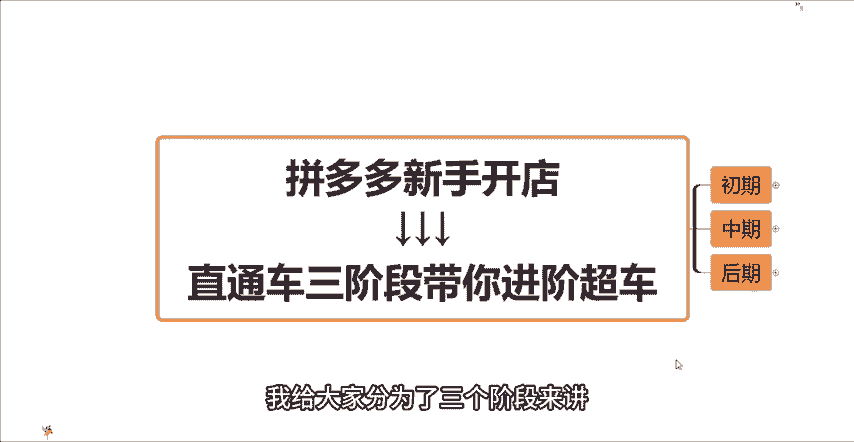 拼多多新手开店
↓↓↓
直通车三阶段带你进阶超车
初期
中期
后期
我给大家分为了三个阶段来讲